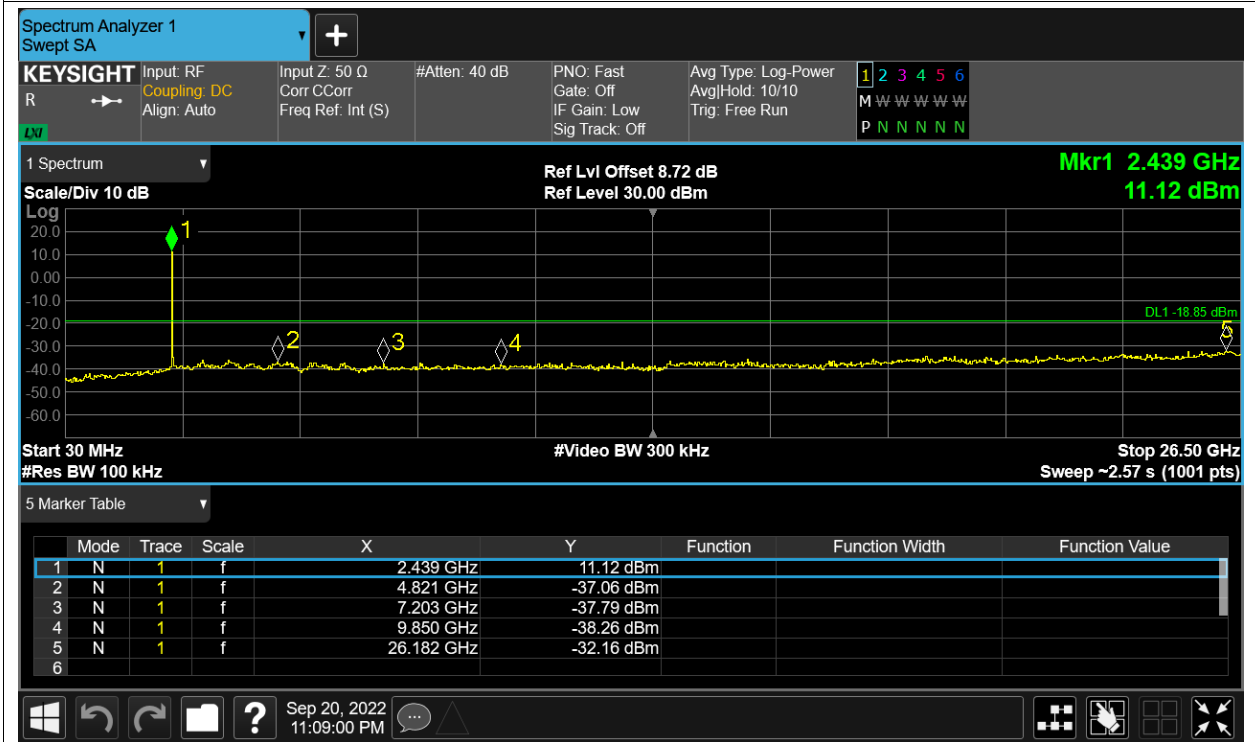 Spectrum Analyzer 1
Swept SA
+
KEYSIGHT
R
LXI
Input: RF
Coupling: DC
Align: Auto
Input Z: 50 Ω
Corr CCorr
Freq Ref: Int (S)
#Atten: 40 dB
PNO: Fast
Gate: Off
IF Gain: Low
Sig Track: Off
Avg Type: Log-Power
Avg|Hold: 10/10
Trig: Free Run
1 2 3 4 5 6
M W W W W W
P N N N N N
1 Spectrum
Scale/Div 10 dB
Ref Lvl Offset 8.72 dB
Ref Level 30.00 dBm
Mkr1 2.439 GHz
11.12 dBm
Log
20.0
10.0
0.00
-10.0
-20.0
-30.0
-40.0
-50.0
-60.0
1
2
3
4
5
DL1 -18.85 dBm
Start 30 MHz
#Video BW 300 kHz
Stop 26.50 GHz
#Res BW 100 kHz
Sweep ~2.57 s (1001 pts)
5 Marker Table
Mode Trace Scale X Y Function Function Width Function Value
1 N 1 f 2.439 GHz 11.12 dBm
2 N 1 f 4.821 GHz -37.06 dBm
3 N 1 f 7.203 GHz -37.79 dBm
4 N 1 f 9.850 GHz -38.26 dBm
5 N 1 f 26.182 GHz -32.16 dBm
6
?
Sep 20, 2022
11:09:00 PM